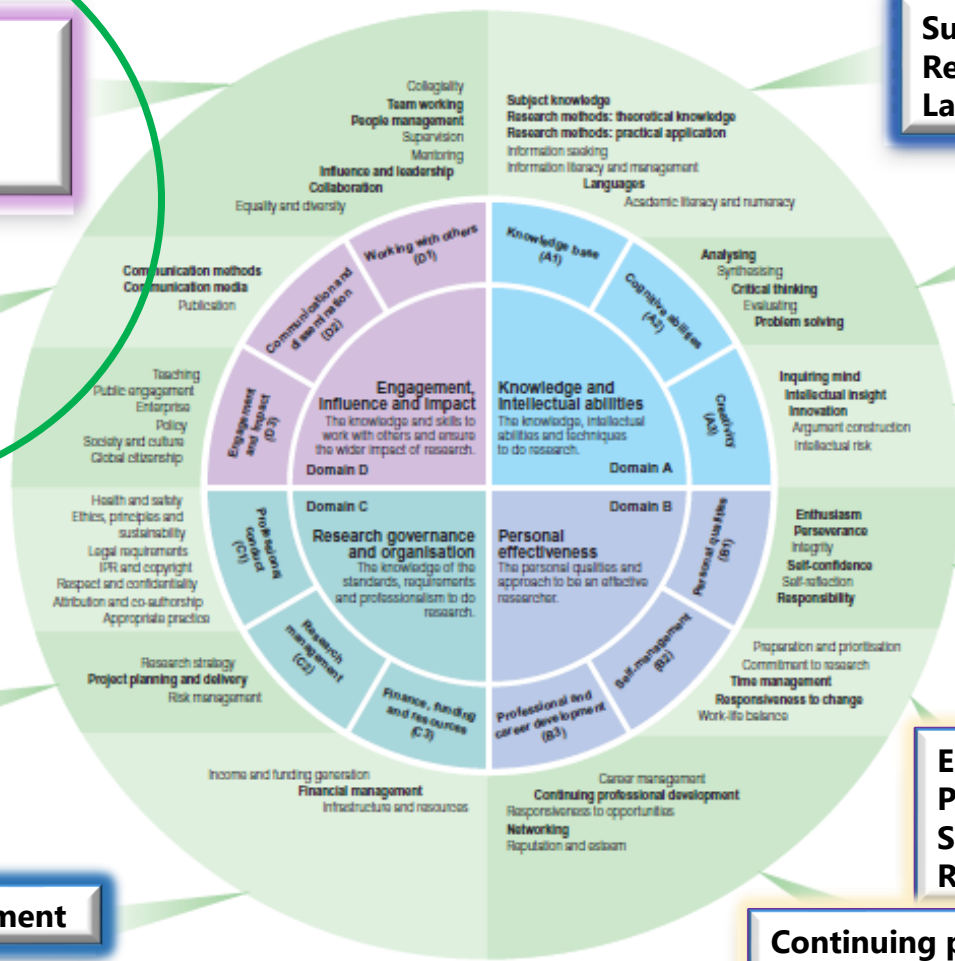 Su
Re
La
Collegiality
Team working
People management
Supervision
Mentoring
Influence and leadership
Collaboration
Equality and diversity
Subject knowledge
Research methods: theoretical knowledge
Research methods: practical application
Information seeking
Information literacy and management
Languages
Academic literacy and numeracy
Working with others
(D1)
Knowledge base
(A1)
Communication methods
Communication media
Publication
Communication and
dissemination
(D2)
Cognitive abilities
(A2)
Analysing
Synthesising
Critical thinking
Evaluating
Problem solving
Teaching
Public engagement
Enterprise
Policy
Society and culture
Global citizenship
Engagement
and impact
(D3)
Engagement,
influence and impact
The knowledge and skills to
work with others and ensure
the wider impact of research.
Domain D
Knowledge and
intellectual abilities
The knowledge, intellectual
abilities and techniques
to do research.
Domain A
Creativity
(A3)
Inquiring mind
Intellectual insight
Innovation
Argument construction
Intellectual risk
Health and safety
Ethics, principles and
sustainability
Legal requirements
IPR and copyright
Respect and confidentiality
Attribution and co-authorship
Appropriate practice
Professional
conduct
(C1)
Domain C
Research governance
and organisation
The knowledge of the
standards, requirements
and professionalism to do
research.
Domain B
Personal
effectiveness
The personal qualities and
approach to be an effective
researcher.
Personal qualities
(B1)
Enthusiasm
Perseverance
Integrity
Self-confidence
Self-reflection
Responsibility
Research strategy
Project planning and delivery
Risk management
Research
management
(C2)
Self-management
(B2)
Preparation and prioritisation
Commitment to research
Time management
Responsiveness to change
Work-life balance
Finance, funding
and resources
(C3)
Professional and
career development
(B3)
Income and funding generation
Financial management
Infrastructure and resources
Career management
Continuing professional development
Responsiveness to opportunities
Networking
Reputation and esteem
E
P
S
R
ment
Continuing p